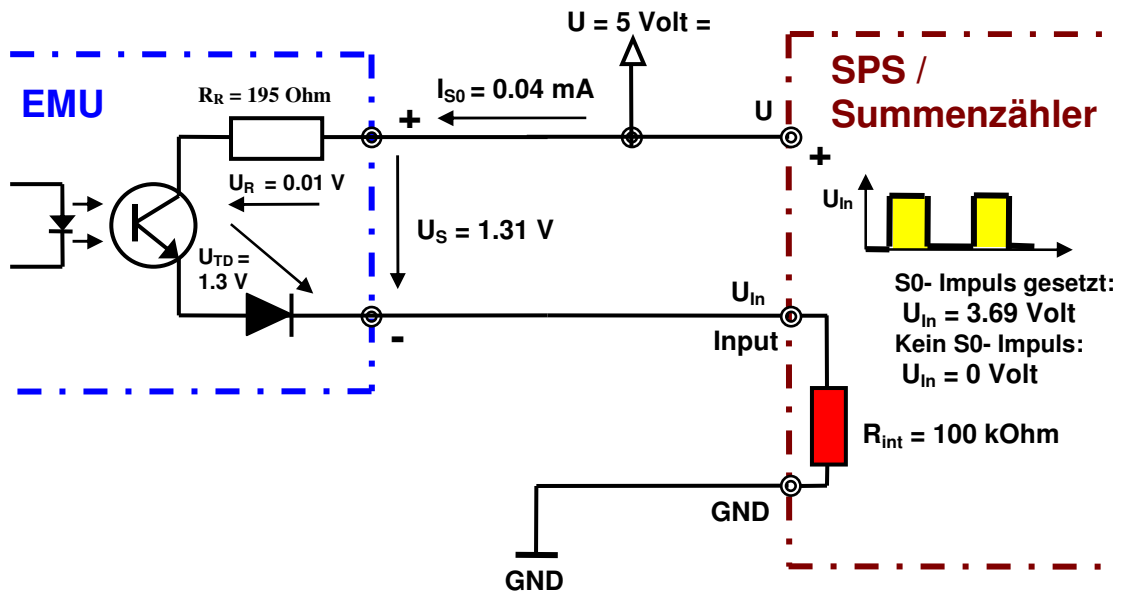 U = 5 Volt =
EMU
R_R = 195 Ohm
I_S0 = 0.04 mA
+
U
SPS /
Summenzähler
+
U_R = 0.01 V
U_S = 1.31 V
U_TD =
1.3 V
U_In
S0- Impuls gesetzt:
U_In = 3.69 Volt
Kein S0- Impuls:
U_In = 0 Volt
-
U_In
Input
R_int = 100 kOhm
GND
GND